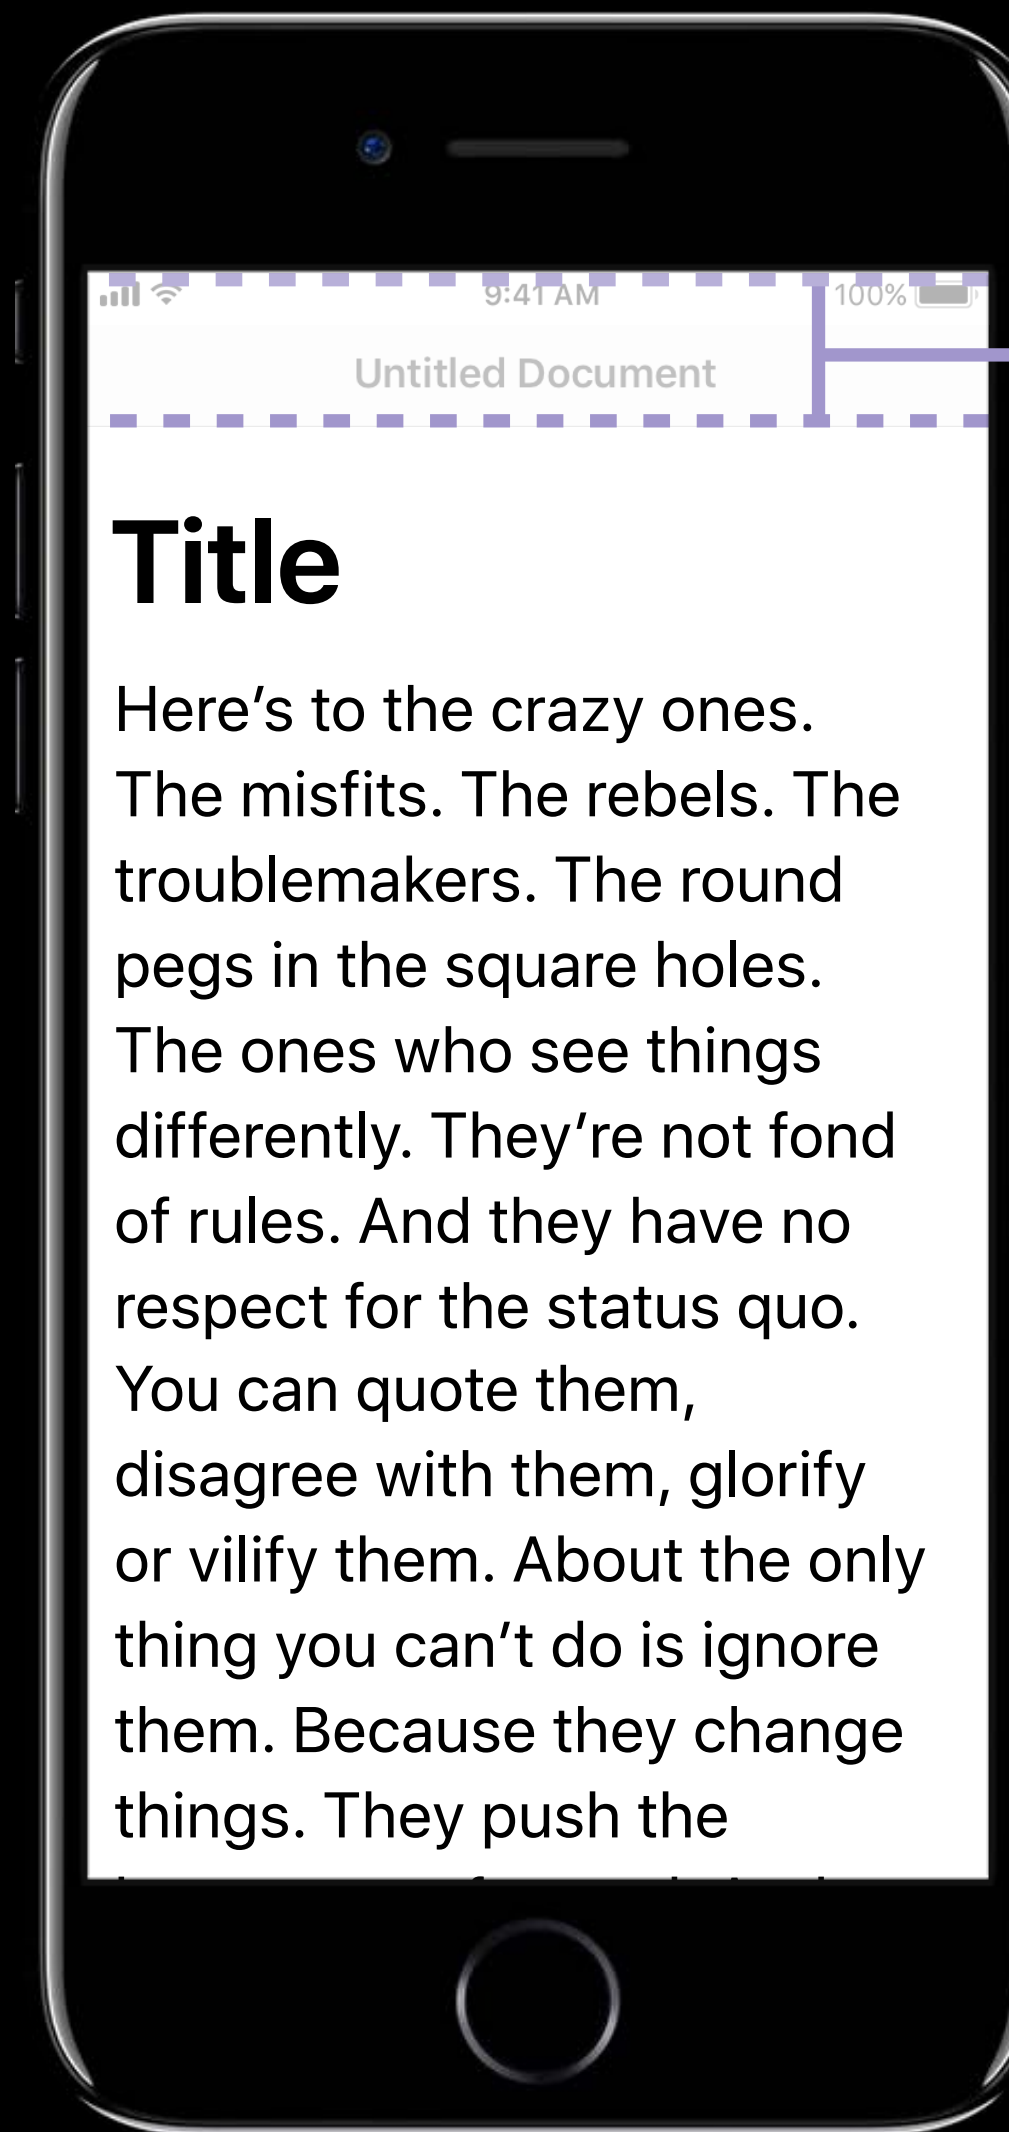 9:41 AM 100%
Untitled Document
Title
Here’s to the crazy ones.
The misfits. The rebels. The
troublemakers. The round
pegs in the square holes.
The ones who see things
differently. They’re not fond
of rules. And they have no
respect for the status quo.
You can quote them,
disagree with them, glorify
or vilify them. About the only
thing you can’t do is ignore
them. Because they change
things. They push the